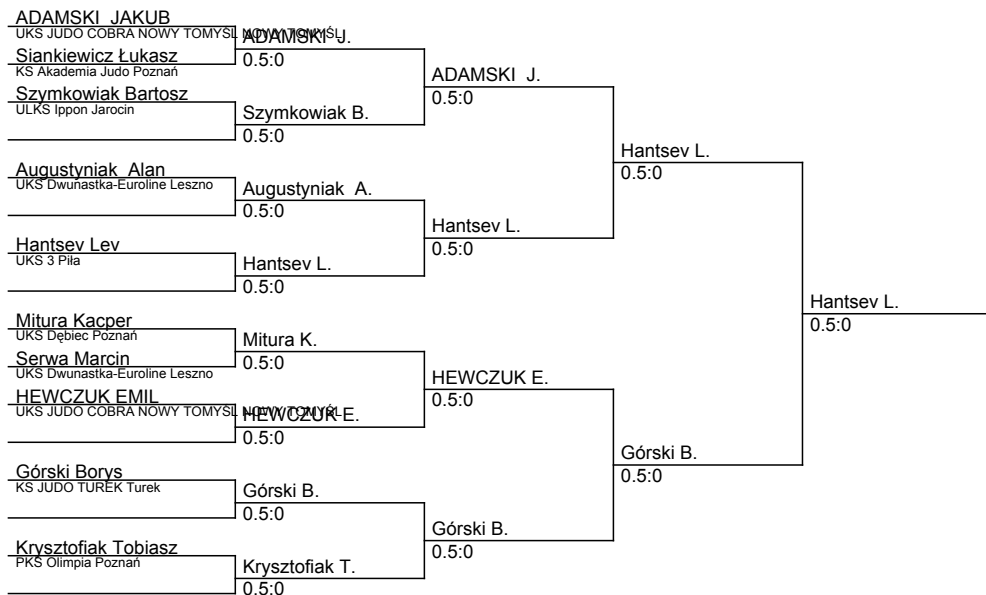 ADAMSKI  JAKUB
UKS JUDO COBRA NOWY TOMYŚL NOWY TOMYŚL
Siankiewicz Łukasz
KS Akademia Judo Poznań
Szymkowiak Bartosz
ULKS Ippon Jarocin
Augustyniak  Alan
UKS Dwunastka-Euroline Leszno
Hantsev Lev
UKS 3 Piła
Mitura Kacper
UKS Dębiec Poznań
Serwa Marcin
UKS Dwunastka-Euroline Leszno
HEWCZUK EMIL
UKS JUDO COBRA NOWY TOMYŚL NOWY TOMYŚL
Górski Borys
KS JUDO TUREK Turek
Krysztofiak Tobiasz
PKS Olimpia Poznań
ADAMSKI  J.
0.5:0
Szymkowiak B.
0.5:0
Augustyniak  A.
0.5:0
Hantsev L.
0.5:0
Mitura K.
0.5:0
HEWCZUK E.
0.5:0
Górski B.
0.5:0
Krysztofiak T.
0.5:0
ADAMSKI  J.
0.5:0
Hantsev L.
0.5:0
HEWCZUK E.
0.5:0
Górski B.
0.5:0
Hantsev L.
0.5:0
Górski B.
0.5:0
Hantsev L.
0.5:0